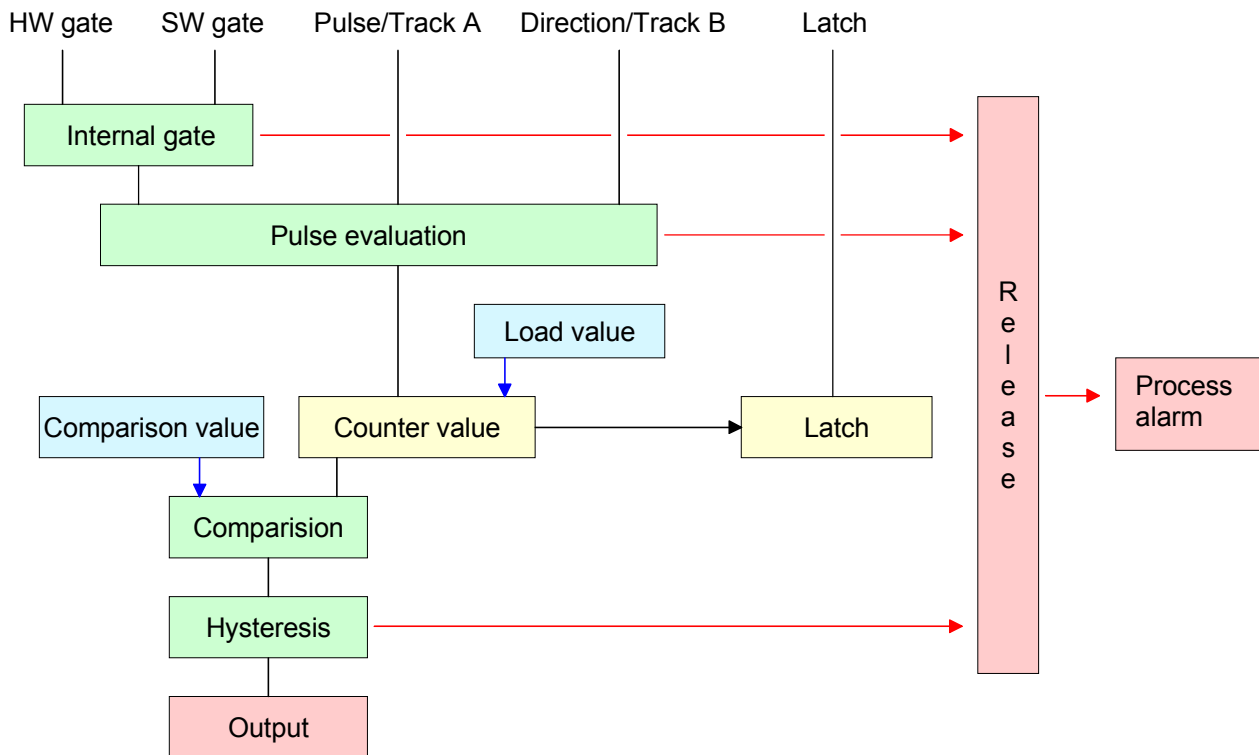 HW gate
SW gate
Pulse/Track A
Direction/Track B
Latch
Internal gate
Pulse evaluation
Load value
Comparison value
Counter value
Latch
Comparision
Hysteresis
Output
Release
Process
alarm